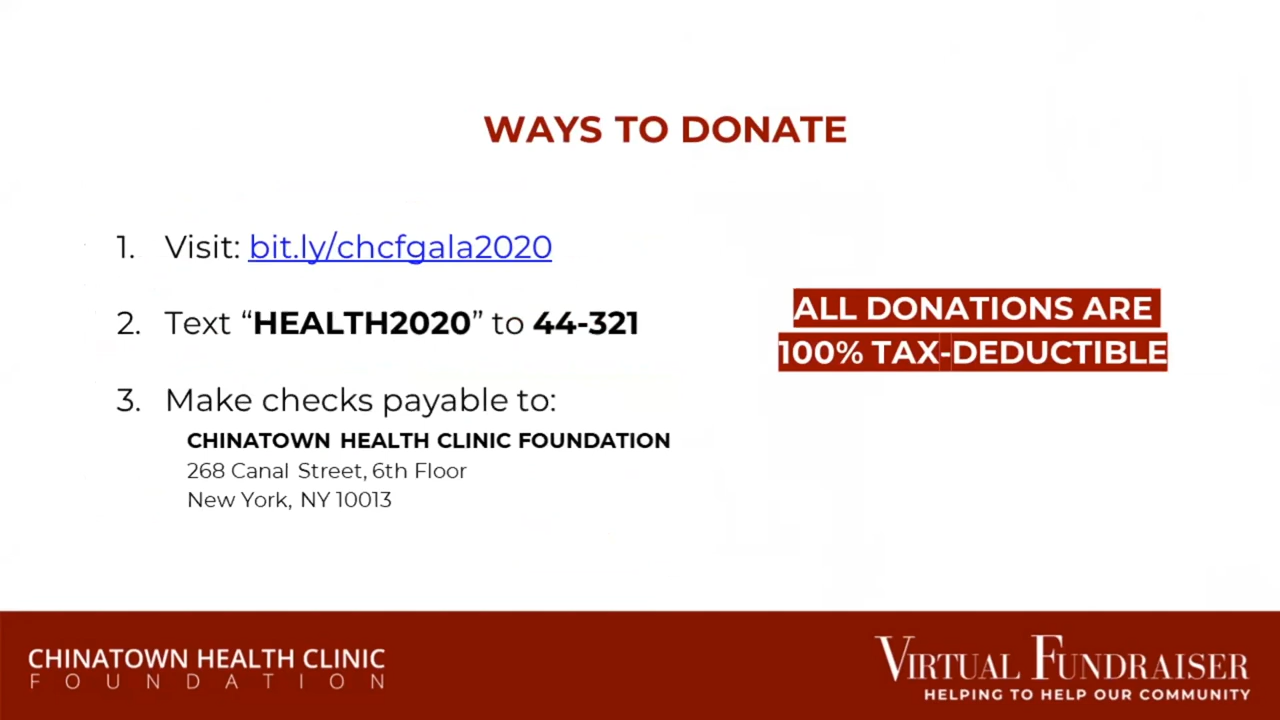 WAYS TO DONATE
1. Visit: bit.ly/chcfgala2020
2. Text “HEALTH2020” to 44-321
3. Make checks payable to:
CHINATOWN HEALTH CLINIC FOUNDATION
268 Canal Street, 6th Floor
New York, NY 10013
ALL DONATIONS ARE
100% TAX-DEDUCTIBLE
CHINATOWN HEALTH CLINIC
FOUNDATION
VIRTUAL FUNDRAISER
HELPING TO HELP OUR COMMUNITY